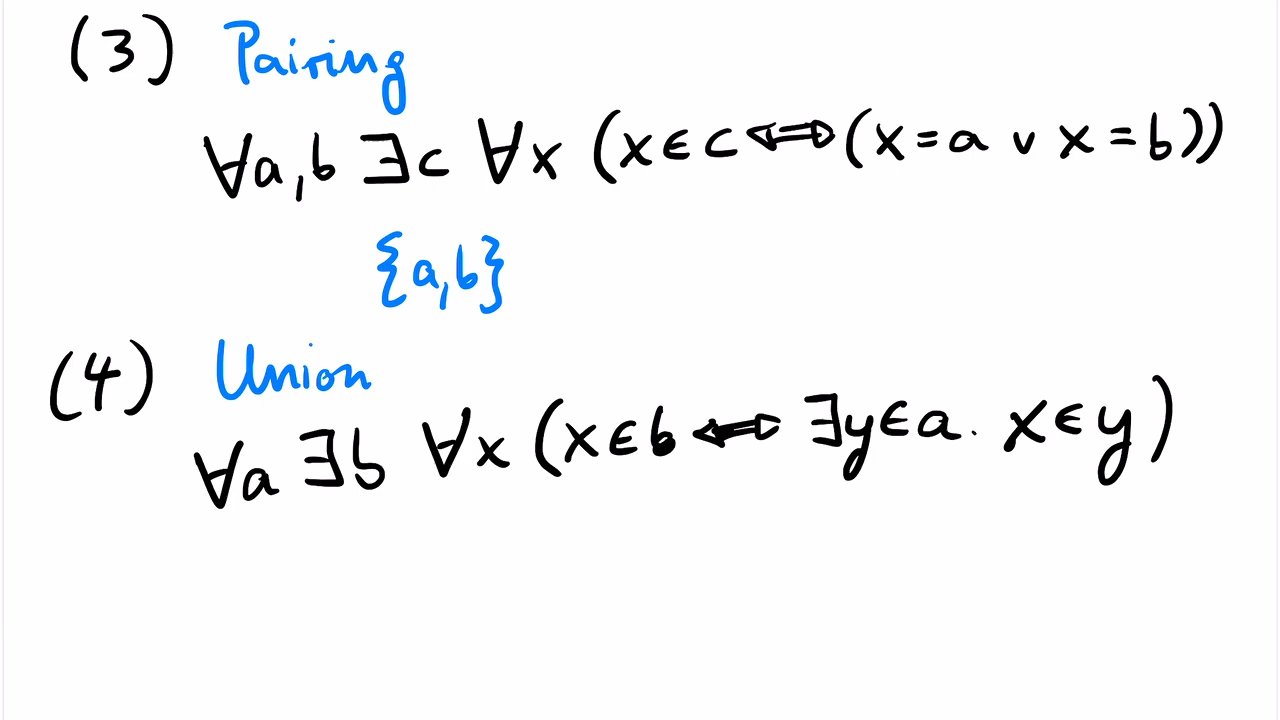 (3) Pairing
∀a,b ∃c ∀x (x∈c⟺(x=a ∨ x=b))
{a,b}
(4) Union
∀a ∃b ∀x (x∈b ⟺ ∃y∈a. x∈y)